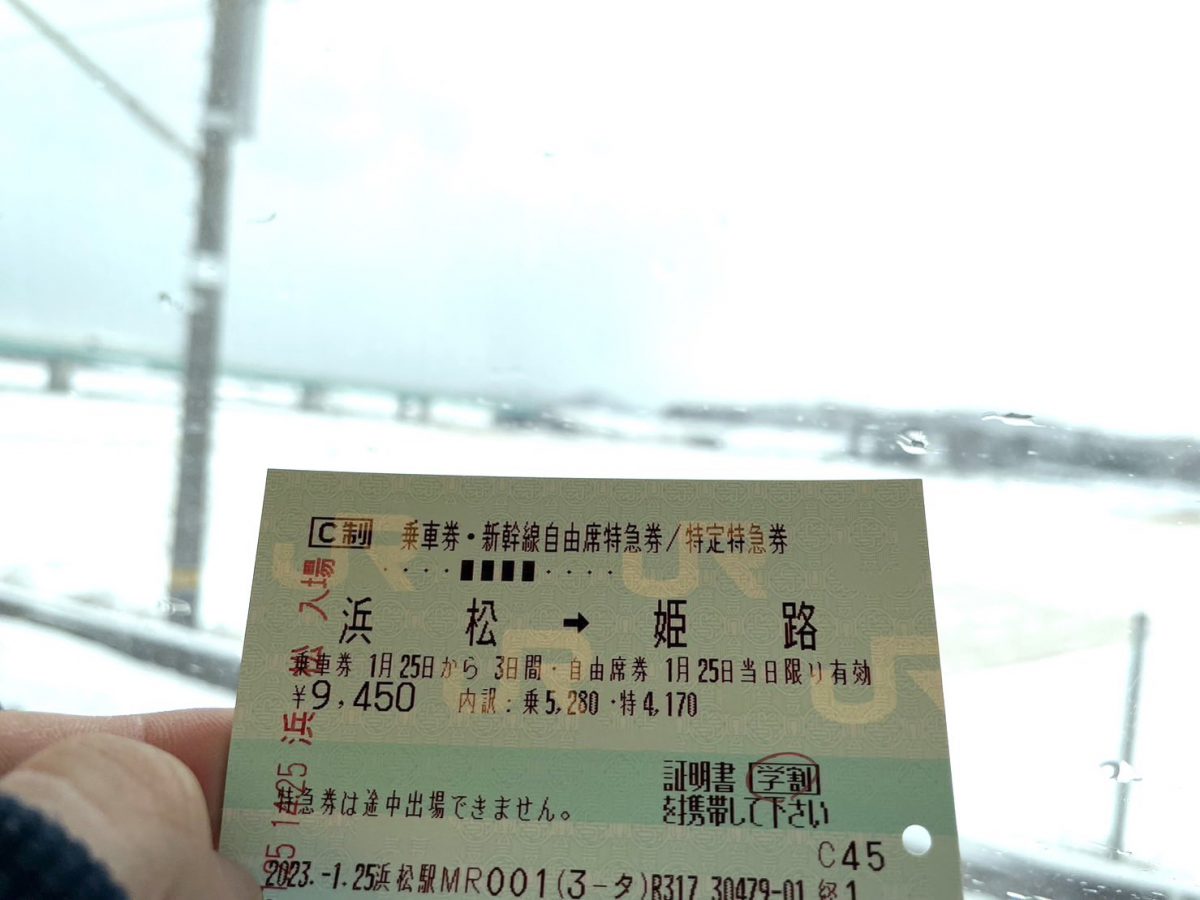 C制 乗車券・新幹線自由席特急券/特定特急券
浜松 → 姫路
乗車券 1月25日から 3日間・自由席券 1月25日当日限り有効
¥9,450 内訳:乗5,280・特4,170
証明書 学割
を携帯して下さい
特急券は途中出場できません。
C45
2023.-1.25浜松駅MR001(3-タ)R317 30479-01
浜松 入場
JR
JR